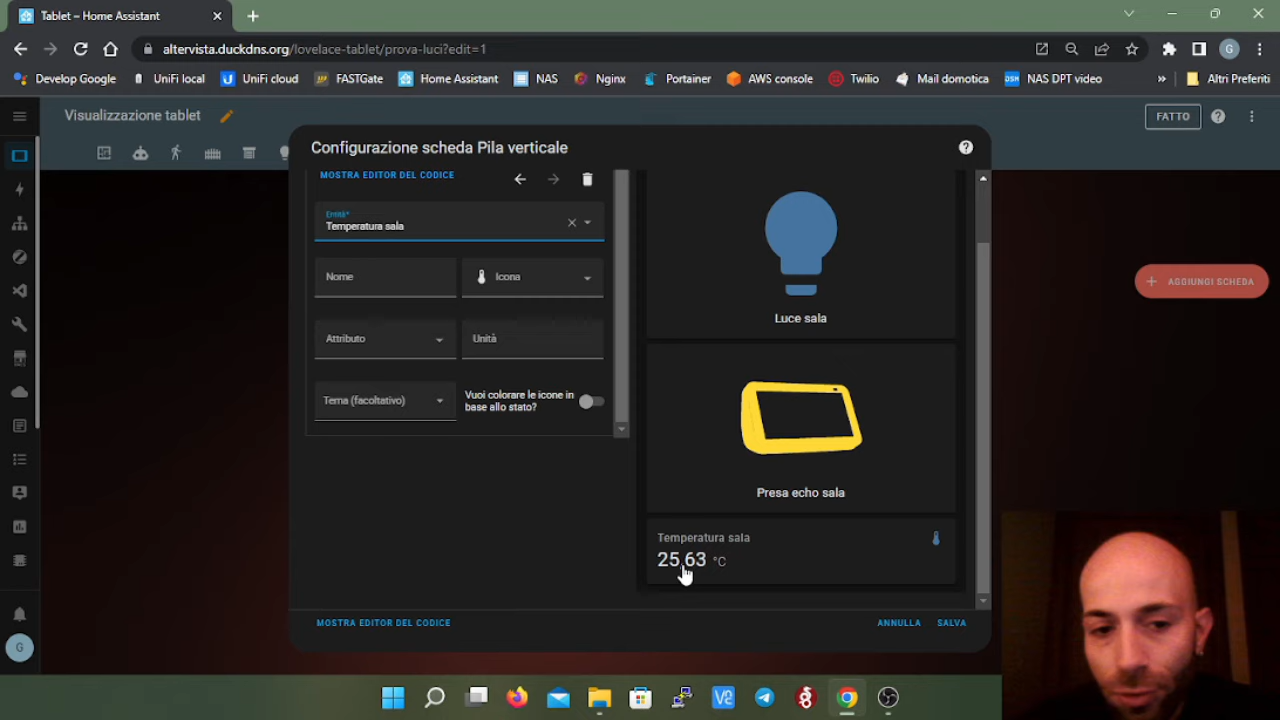 Tablet – Home Assistant
altervista.duckdns.org/lovelace-tablet/prova-luci?edit=1
G
Develop Google
UniFi local
UniFi cloud
FASTGate
Home Assistant
NAS
Nginx
Portainer
AWS console
Twilio
Mail domotica
DSM
NAS DPT video
»
Altri Preferiti
Visualizzazione tablet
FATTO
Configurazione scheda Pila verticale
MOSTRA EDITOR DEL CODICE
Entità*
Temperatura sala
Nome
Icona
Attributo
Unità
Tema (facoltativo)
Vuoi colorare le icone in
base allo stato?
Luce sala
Presa echo sala
Temperatura sala
25,63 °C
+ AGGIUNGI SCHEDA
MOSTRA EDITOR DEL CODICE
ANNULLA
SALVA
G